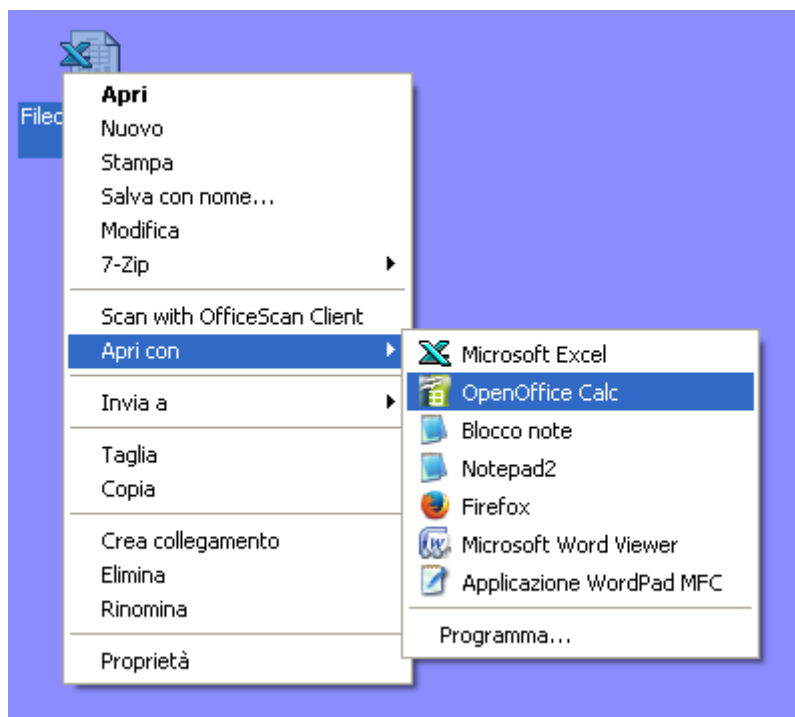 Apri
Filec
Nuovo
Stampa
Salva con nome...
Modifica
7-Zip
Scan with OfficeScan Client
Apri con
Invia a
Taglia
Copia
Crea collegamento
Elimina
Rinomina
Proprietà
Microsoft Excel
OpenOffice Calc
Blocco note
Notepad2
Firefox
Microsoft Word Viewer
Applicazione WordPad MFC
Programma...